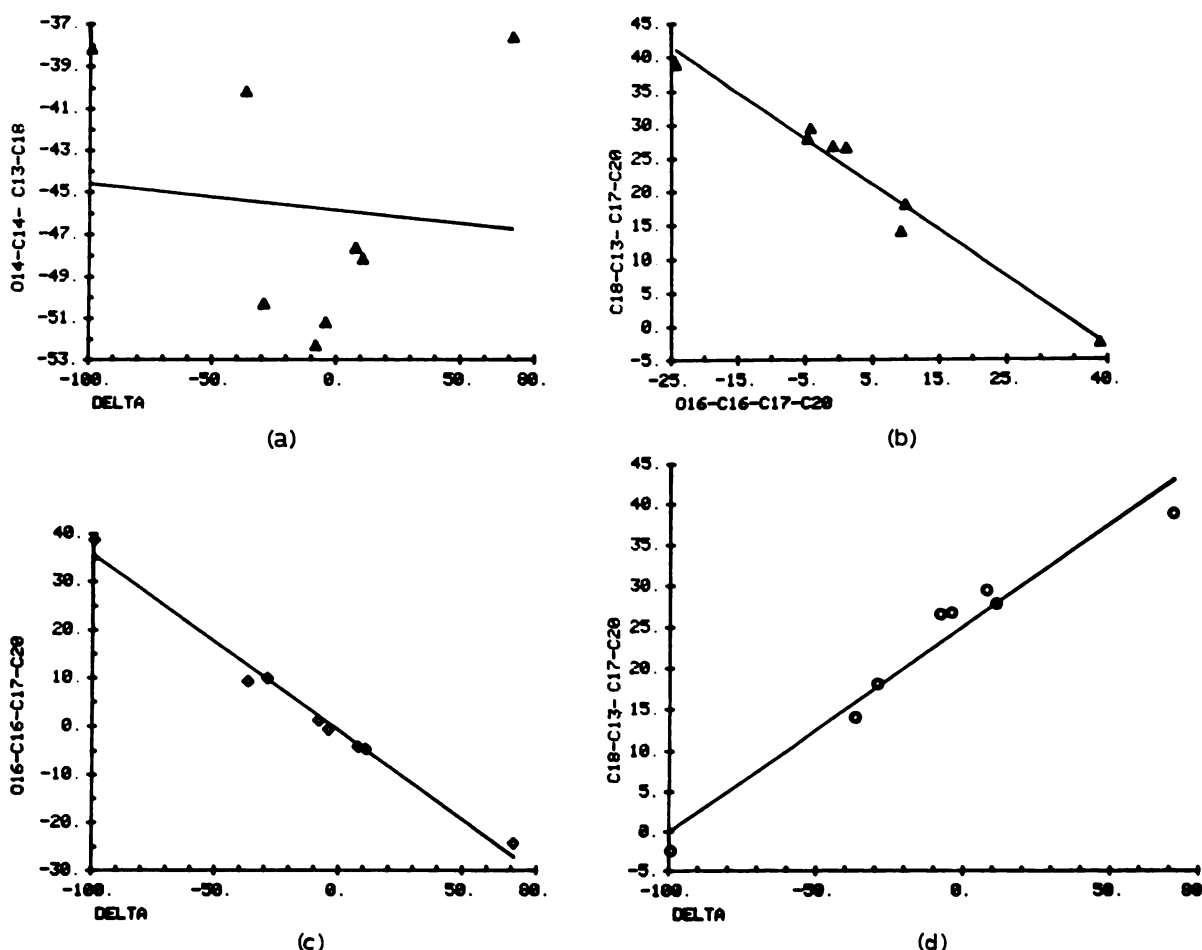 -37.
-39.
-41.
-43.
-45.
-47.
-49.
-51.
-53.
O14-C14- C13-C18
-100. -50. 0. 50. 80.
DELTA
(a)
45.
40.
35.
30.
25.
20.
15.
10.
5.
0.
-5.
C18-C13- C17-C20
-25. -15. -5. 5. 15. 25. 40.
O16-C16-C17-C20
(b)
40.
30.
20.
10.
0.
-10.
-20.
-30.
O16-C16-C17-C20
-100. -50. 0. 50. 80.
DELTA
(c)
45.
40.
35.
30.
25.
20.
15.
10.
5.
0.
-5.
C18-C13- C17-C20
-100. -50. 0. 50. 80
DELTA
(d)